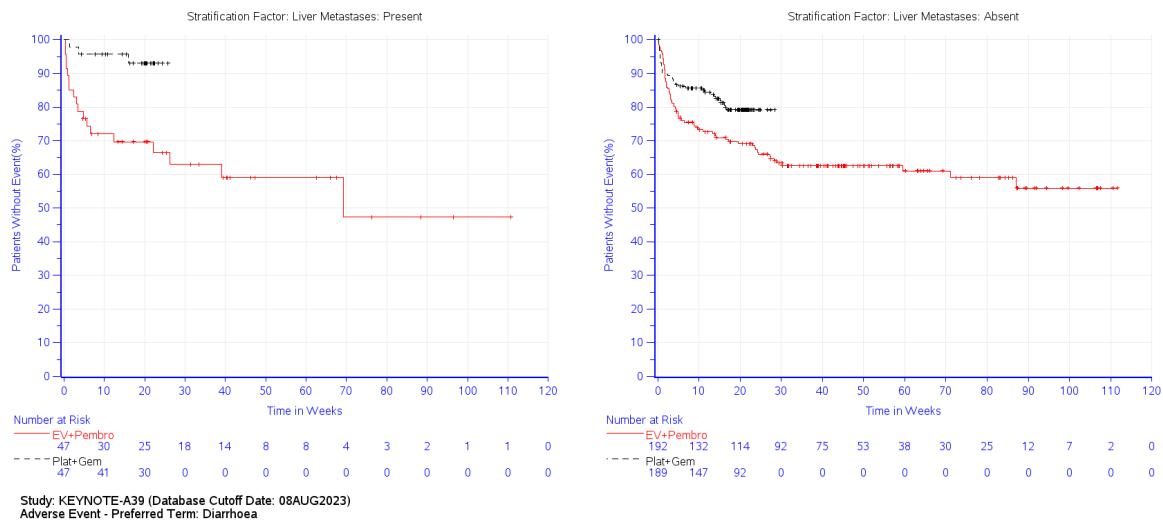 Stratification Factor: Liver Metastases: Present
100
90
80
70
60
50
40
30
20
10
0
Patients Without Event(%)
0 10 20 30 40 50 60 70 80 90 100 110 120
Time in Weeks
Number at Risk
EV+Pembro
47 30 25 18 14 8 8 4 3 2 1 1 0
Plat+Gem
47 41 30 0 0 0 0 0 0 0 0 0 0
Stratification Factor: Liver Metastases: Absent
100
90
80
70
60
50
40
30
20
10
0
Patients Without Event(%)
0 10 20 30 40 50 60 70 80 90 100 110 120
Time in Weeks
Number at Risk
EV+Pembro
192 132 114 92 75 53 38 30 25 12 7 2 0
Plat+Gem
189 147 92 0 0 0 0 0 0 0 0 0 0
Study: KEYNOTE-A39 (Database Cutoff Date: 08AUG2023)
Adverse Event - Preferred Term: Diarrhoea